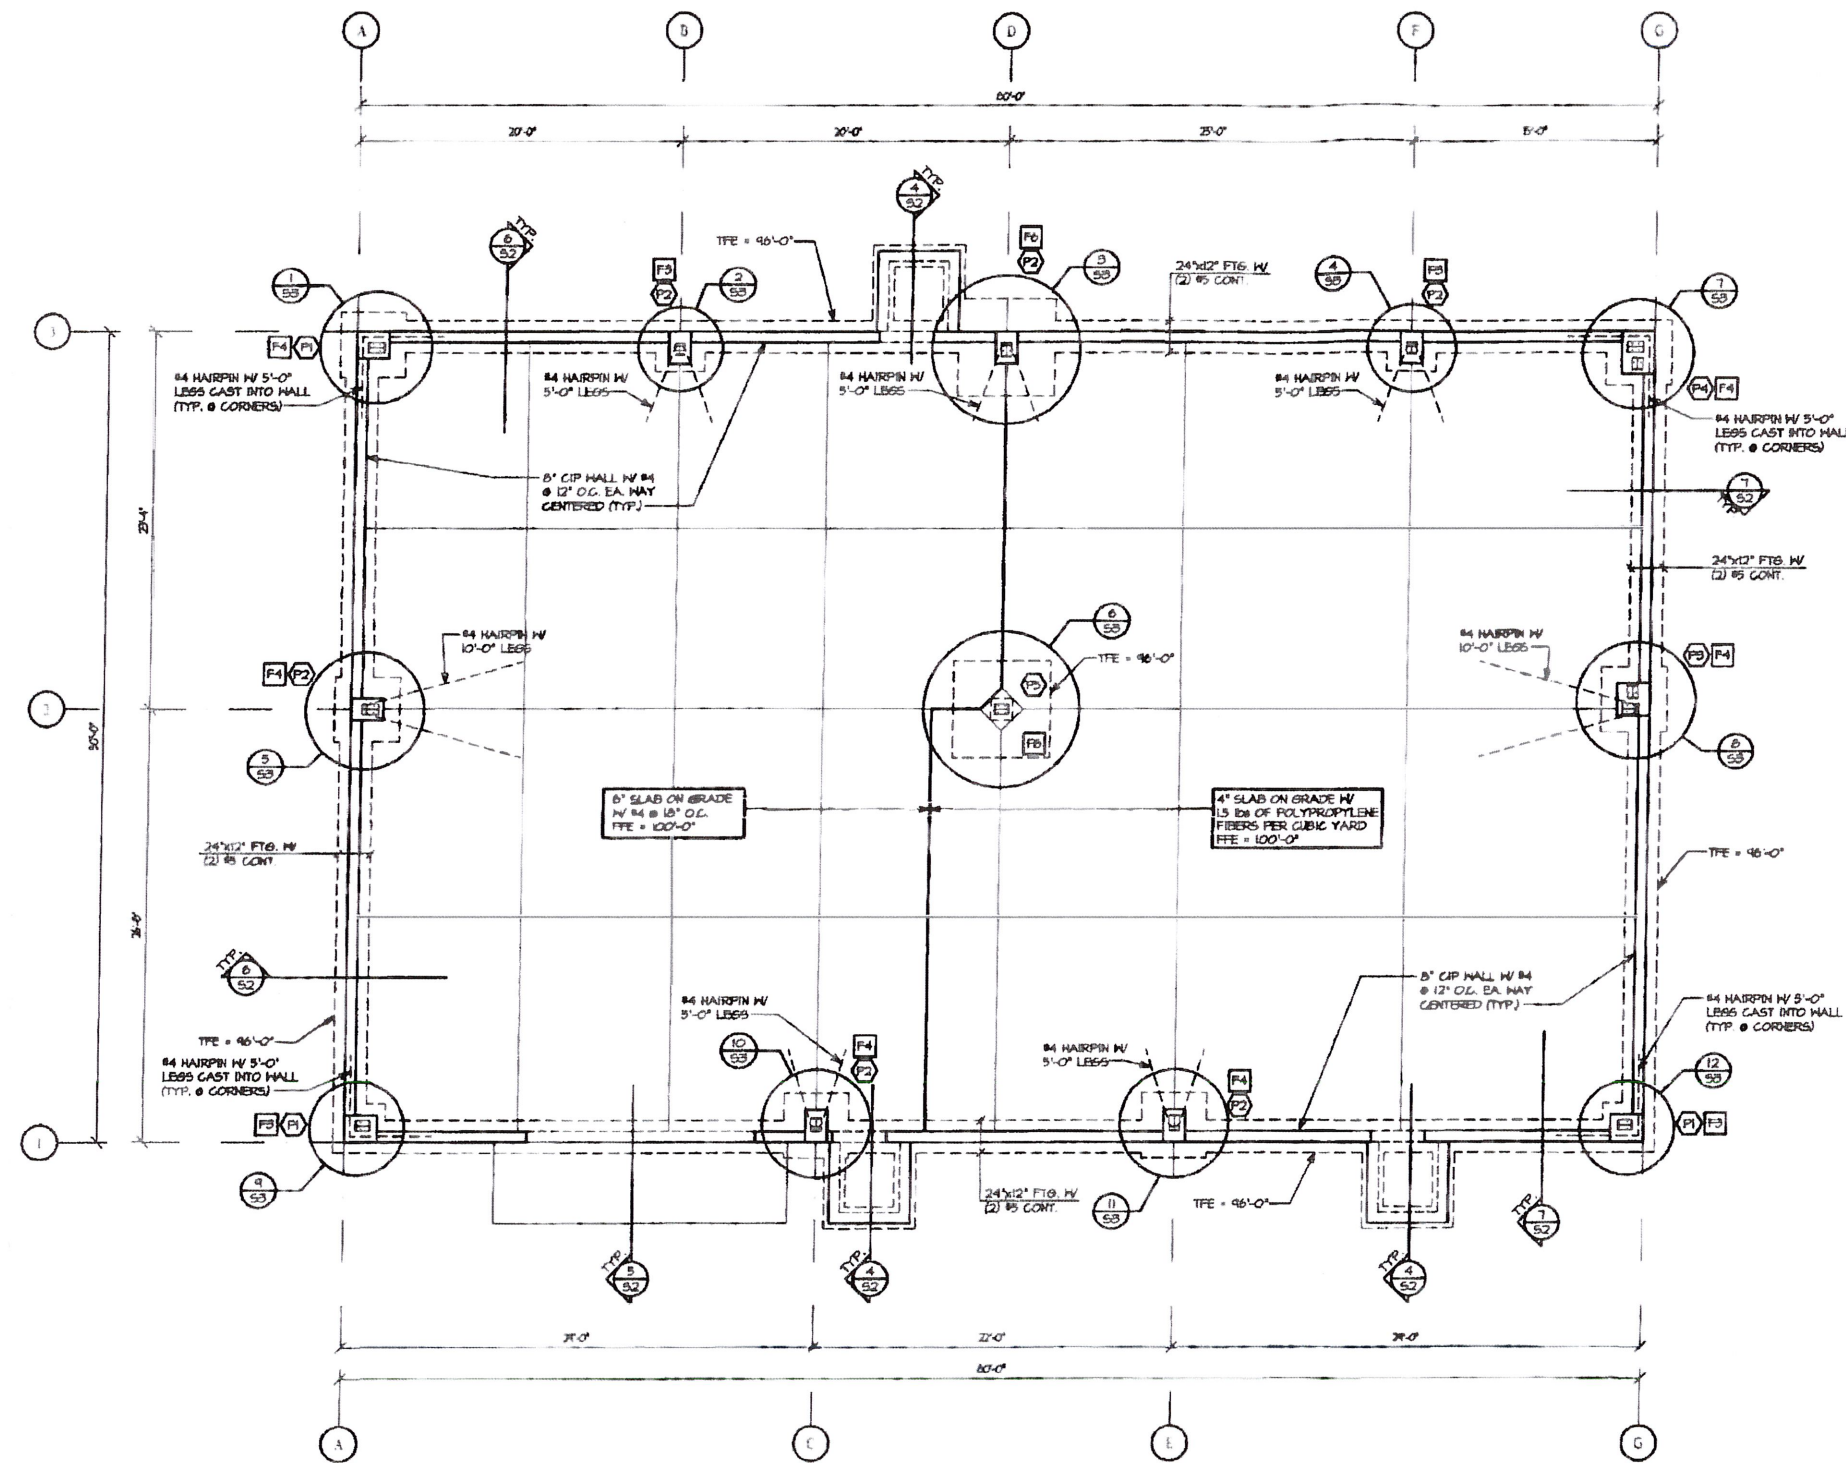 A
B
D
F
G
80'-0"
20'-0"
20'-0"
25'-0"
15'-0"
TYP.
4
S2
TYP.
6
S2
TFE = 96'-0"
F6
P2
3
S3
24"x12" FTG. W/
(2) #5 CONT.
F3
P2
2
S3
4
S3
F3
P2
1
S3
7
S3
3
F4 P1
#4 HAIRPIN W/ 5'-0"
LEGS CAST INTO WALL
(TYP. @ CORNERS)
#4 HAIRPIN W/
5'-0" LEGS
#4 HAIRPIN W/
5'-0" LEGS
#4 HAIRPIN W/
5'-0" LEGS
P4 F4
#4 HAIRPIN W/ 5'-0"
LEGS CAST INTO WALL
(TYP. @ CORNERS)
8" CIP WALL W/ #4
@ 12" O.C. EA. WAY
CENTERED (TYP.)
7
S2
23'-4"
24"x12" FTG. W/
(2) #5 CONT.
#4 HAIRPIN W/
10'-0" LEGS
6
S3
TFE = 96'-0"
#4 HAIRPIN W/
10'-0" LEGS
F4 P2
F4
2
50'-0"
5
S3
8
S3
6" SLAB ON GRADE
W/ #4 @ 18" O.C.
FFE = 100'-0"
4" SLAB ON GRADE W/
1.5 lbs OF POLYPROPYLENE
FIBERS PER CUBIC YARD
FFE = 100'-0"
24"x12" FTG. W/
(2) #5 CONT.
TFE = 96'-0"
26'-8"
TYP.
6
S2
8" CIP WALL W/ #4
@ 12" O.C. EA. WAY
CENTERED (TYP.)
#4 HAIRPIN W/
5'-0" LEGS
#4 HAIRPIN W/ 5'-0"
LEGS CAST INTO WALL
(TYP. @ CORNERS)
TFE = 96'-0"
#4 HAIRPIN W/ 5'-0"
LEGS CAST INTO WALL
(TYP. @ CORNERS)
10
S3
F4
P2
#4 HAIRPIN W/
5'-0" LEGS
F4
P2
12
S3
F3 P1
P1 F3
1
9
S3
24"x12" FTG. W/
(2) #5 CONT.
11
S3
TFE = 96'-0"
TYP.
7
S2
TYP.
5
S2
TYP.
4
S2
TYP.
4
S2
22'-0"
80'-0"
A
C
E
G